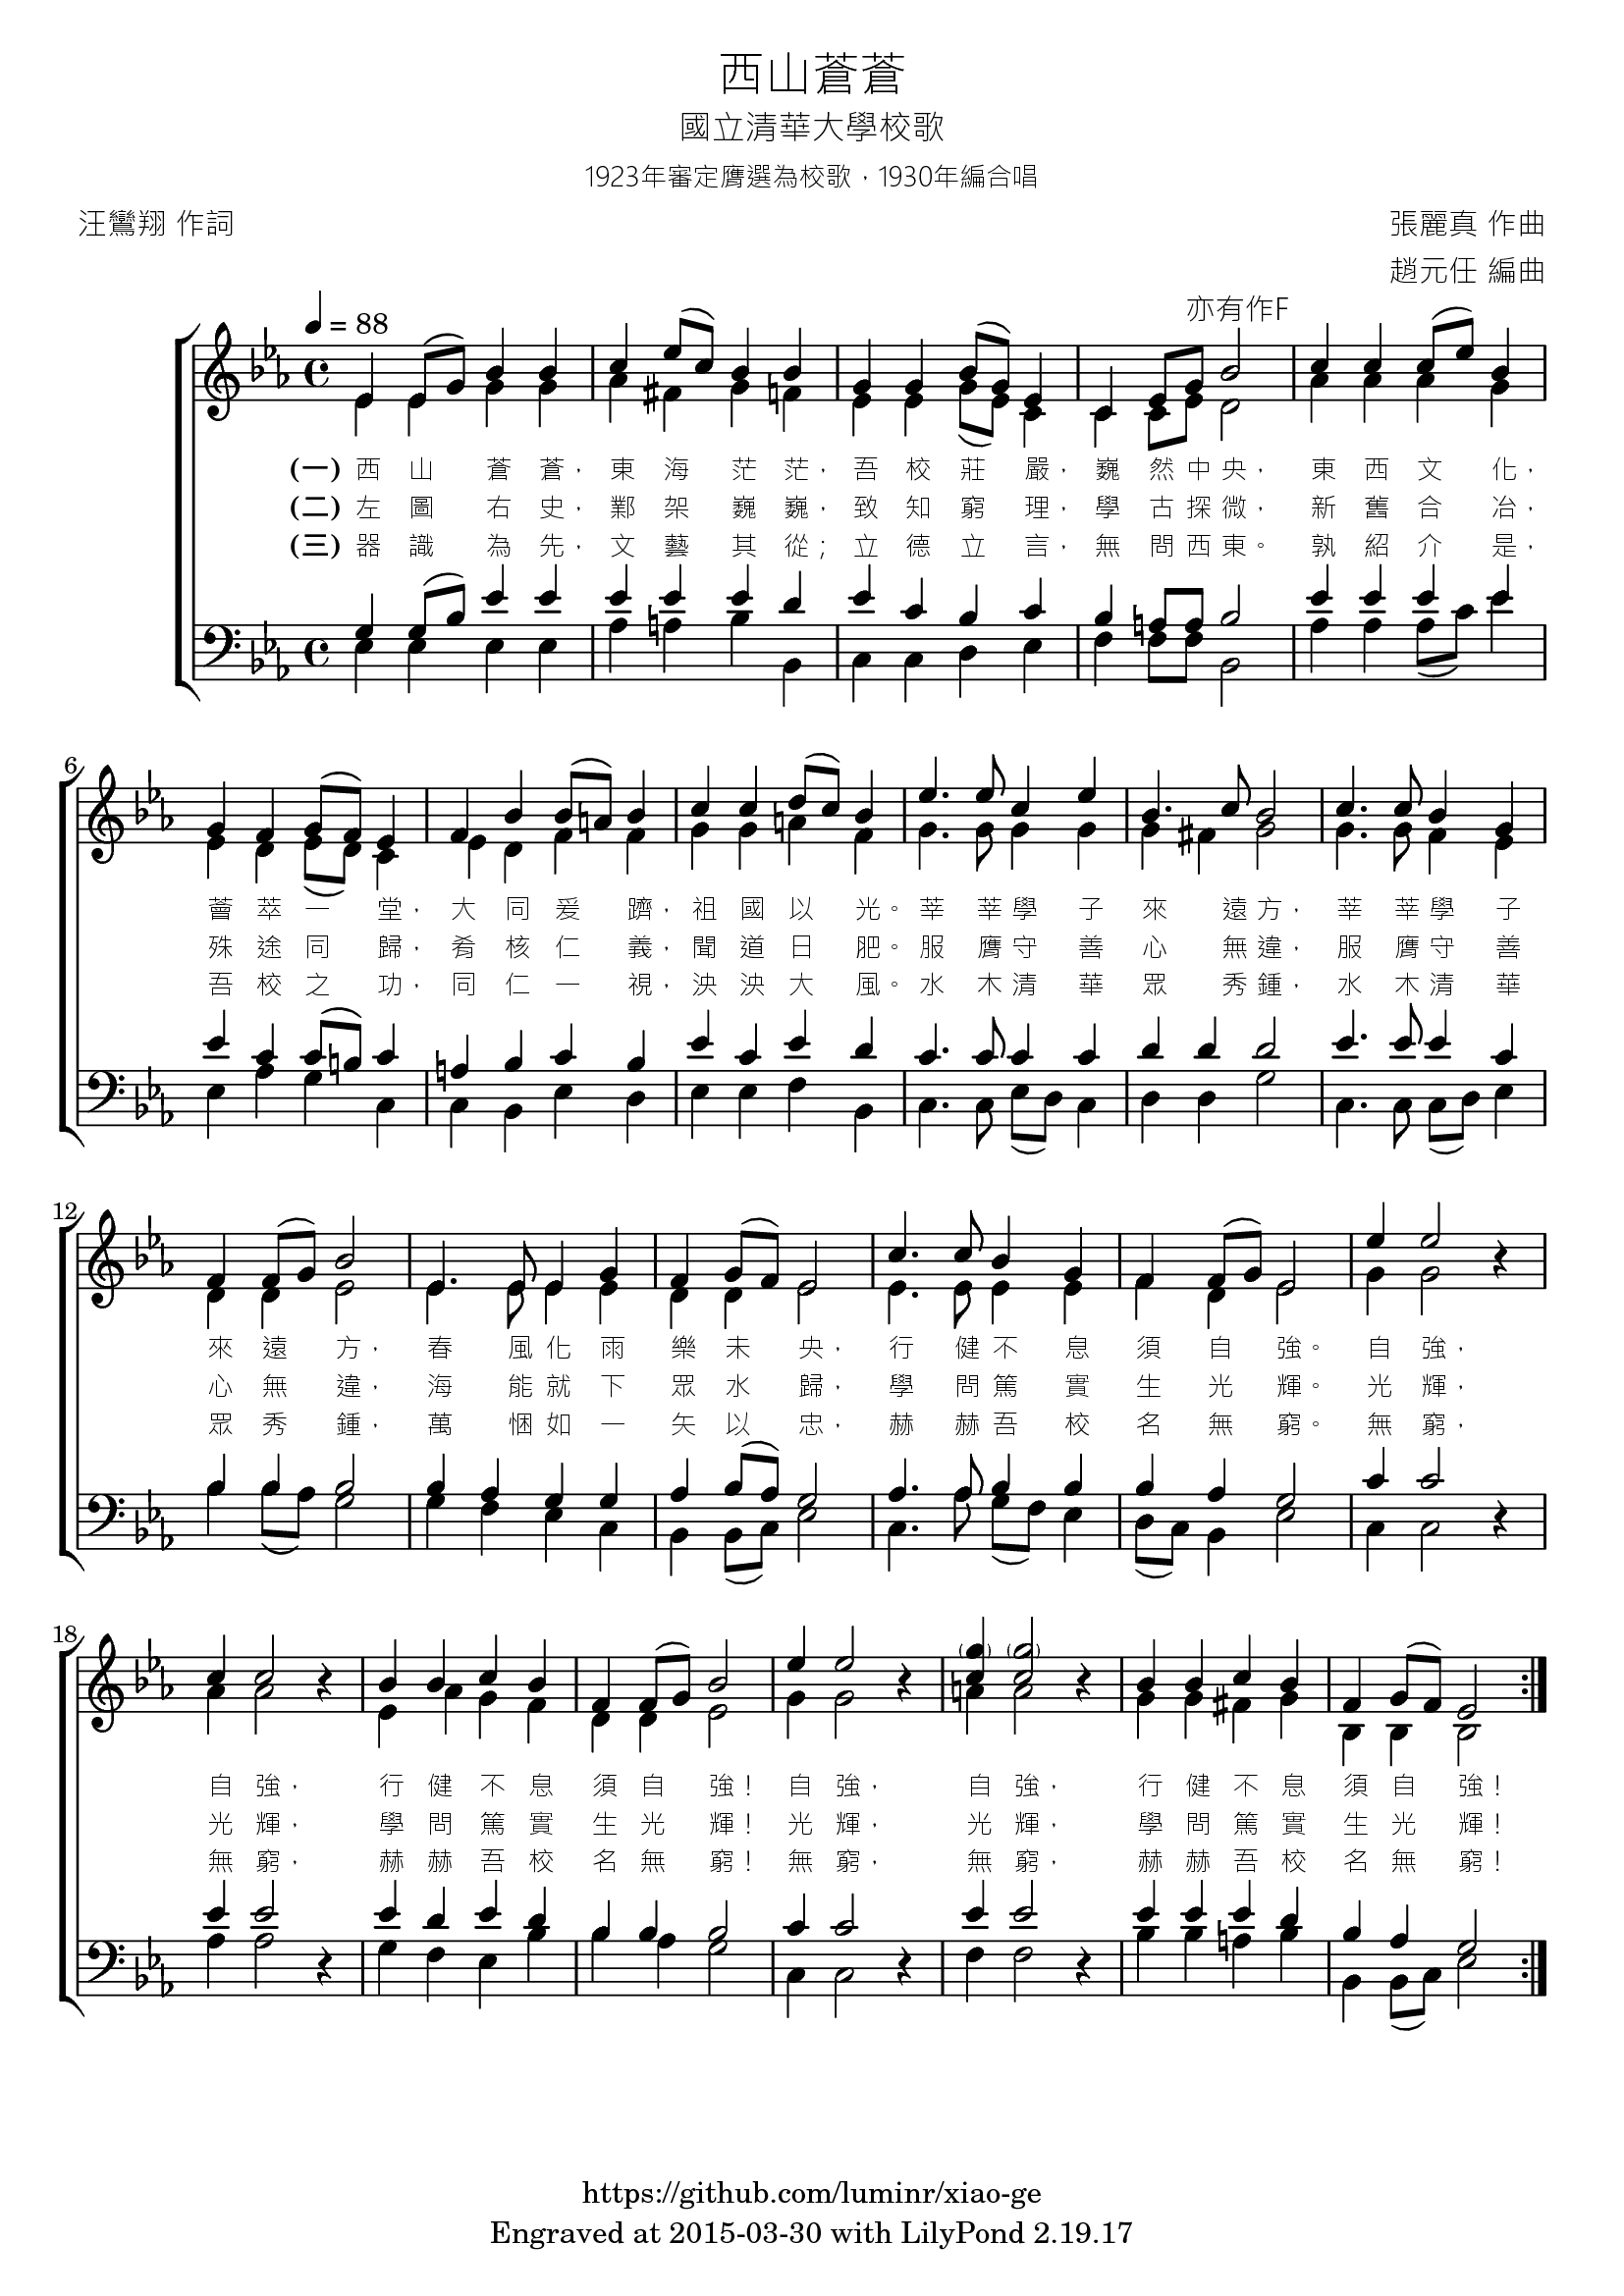 西山蒼蒼
國立清華大學校歌
1923年審定膺選為校歌，1930年編合唱
汪鸞翔 作詞
張麗真 作曲
趙元任 編曲
亦有作F
= 88
(一) 西 山 蒼 蒼， 東 海 茫 茫， 吾 校 莊 嚴， 巍 然 中 央， 東 西 文 化，
(二) 左 圖 右 史， 鄴 架 巍 巍， 致 知 窮 理， 學 古 探 微， 新 舊 合 冶，
(三) 器 識 為 先， 文 藝 其 從； 立 德 立 言， 無 問 西 東。 孰 紹 介 是，
6
薈 萃 一 堂， 大 同 爰 躋， 祖 國 以 光。 莘 莘 學 子 來 遠 方， 莘 莘 學 子
殊 途 同 歸， 肴 核 仁 義， 聞 道 日 肥。 服 膺 守 善 心 無 違， 服 膺 守 善
吾 校 之 功， 同 仁 一 視， 泱 泱 大 風。 水 木 清 華 眾 秀 鍾， 水 木 清 華
12
來 遠 方， 春 風 化 雨 樂 未 央， 行 健 不 息 須 自 強。 自 強，
心 無 違， 海 能 就 下 眾 水 歸， 學 問 篤 實 生 光 輝。 光 輝，
眾 秀 鍾， 萬 悃 如 一 矢 以 忠， 赫 赫 吾 校 名 無 窮。 無 窮，
18
自 強， 行 健 不 息 須 自 強！ 自 強， 自 強， 行 健 不 息 須 自 強！
光 輝， 學 問 篤 實 生 光 輝！ 光 輝， 光 輝， 學 問 篤 實 生 光 輝！
無 窮， 赫 赫 吾 校 名 無 窮！ 無 窮， 無 窮， 赫 赫 吾 校 名 無 窮！
https://github.com/luminr/xiao-ge
Engraved at 2015-03-30 with LilyPond 2.19.17